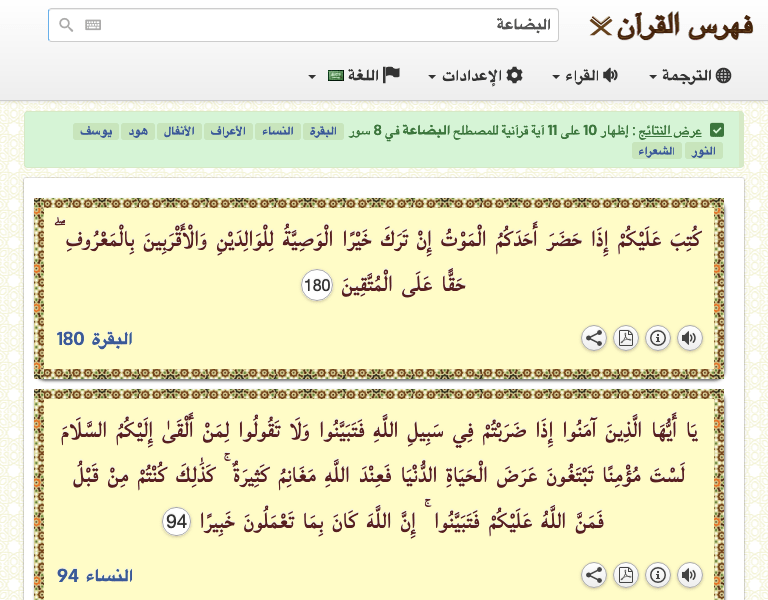 فهرس القرآن
البضاعة
الترجمة القراء الإعدادات اللغة
عرض النتائج : إظهار 10 على 11 آية قرآنية للمصطلح البضاعة في 8 سور البقرة النساء الأعراف الأنفال هود يوسف
النور الشعراء
كُتِبَ عَلَيْكُمْ إِذَا حَضَرَ أَحَدَكُمُ الْمَوْتُ إِنْ تَرَكَ خَيْرًا الْوَصِيَّةُ لِلْوَالِدَيْنِ وَالْأَقْرَبِينَ بِالْمَعْرُوفِ ۖ
حَقًّا عَلَى الْمُتَّقِينَ 180
البقرة 180
يَا أَيُّهَا الَّذِينَ آمَنُوا إِذَا ضَرَبْتُمْ فِي سَبِيلِ اللَّهِ فَتَبَيَّنُوا وَلَا تَقُولُوا لِمَنْ أَلْقَىٰ إِلَيْكُمُ السَّلَامَ
لَسْتَ مُؤْمِنًا تَبْتَغُونَ عَرَضَ الْحَيَاةِ الدُّنْيَا فَعِنْدَ اللَّهِ مَغَانِمُ كَثِيرَةٌ ۚ كَذَٰلِكَ كُنْتُمْ مِنْ قَبْلُ
فَمَنَّ اللَّهُ عَلَيْكُمْ فَتَبَيَّنُوا ۚ إِنَّ اللَّهَ كَانَ بِمَا تَعْمَلُونَ خَبِيرًا 94
النساء 94